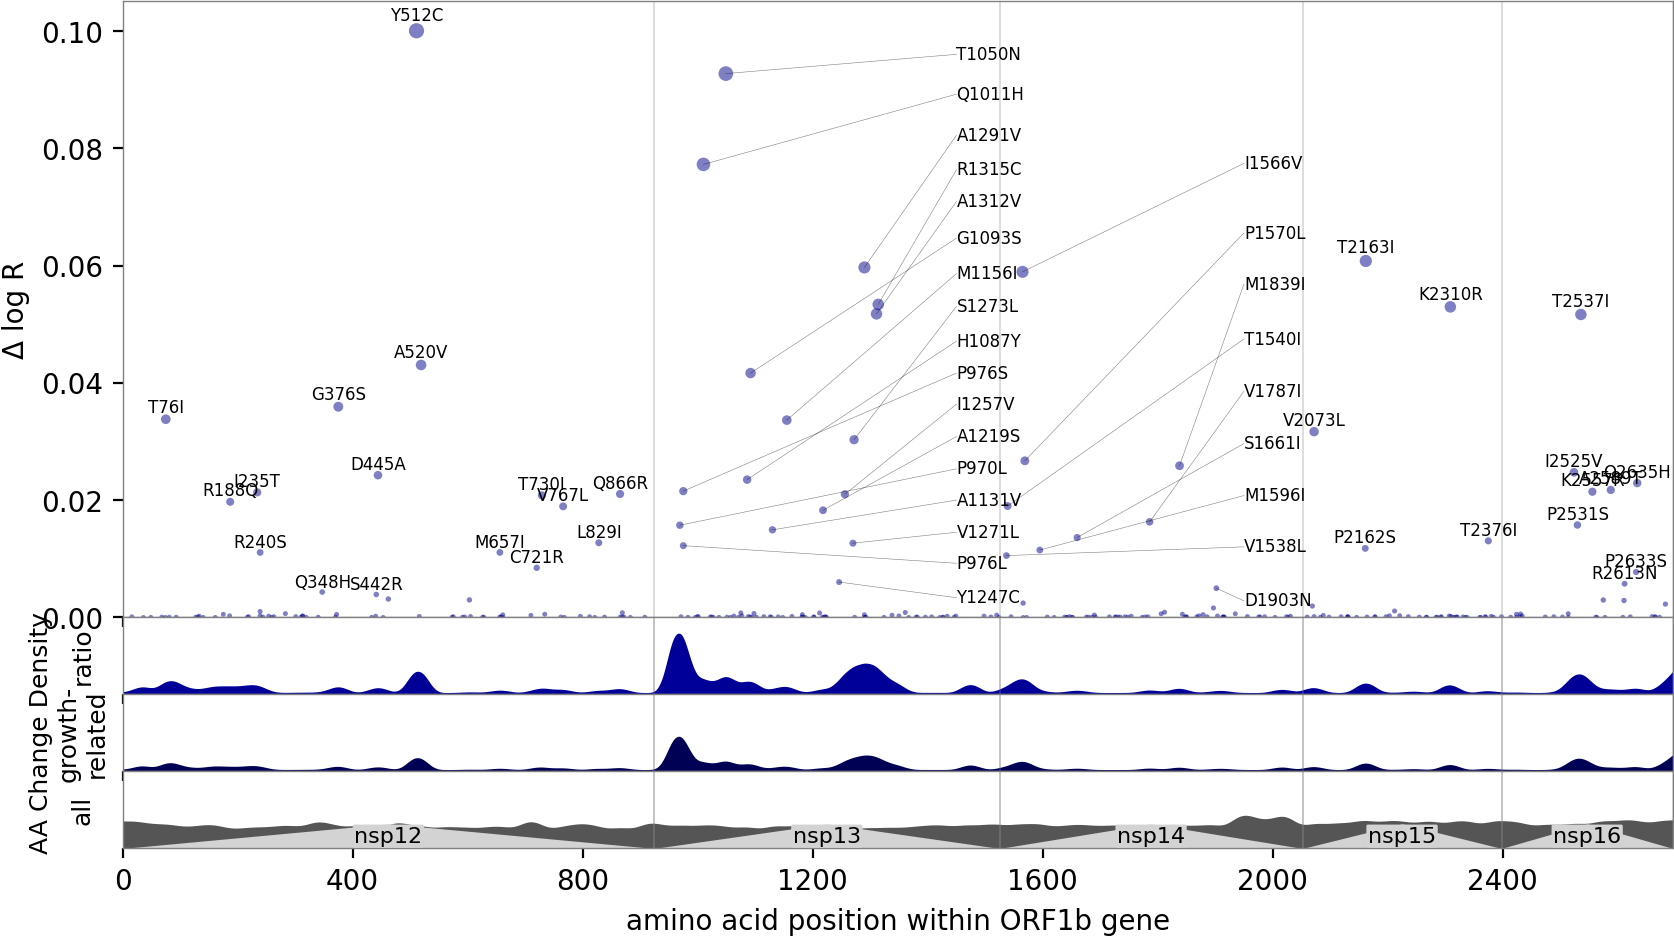 0.10
0.08
0.06
0.04
0.02
0.00
Δ log R
Y512C
T1050N
Q1011H
A1291V
R1315C
A1312V
G1093S
M1156I
S1273L
H1087Y
P976S
I1257V
A1219S
P970L
A1131V
V1271L
P976L
Y1247C
I1566V
P1570L
M1839I
T1540I
V1787I
S1661I
M1596I
V1538L
D1903N
T2163I
K2310R
T2537I
A520V
G376S
T76I
V2073L
D445A
I235T
R188Q
T730I
V767L
Q866R
I2525V
K2557R
Q2635H
P2531S
R240S
M657I
L829I
C721R
P2162S
T2376I
Q348H
S442R
P2633S
R2613N
AA Change Density
ratio
growth-
related
all
nsp12
nsp13
nsp14
nsp15
nsp16
0 400 800 1200 1600 2000 2400
amino acid position within ORF1b gene